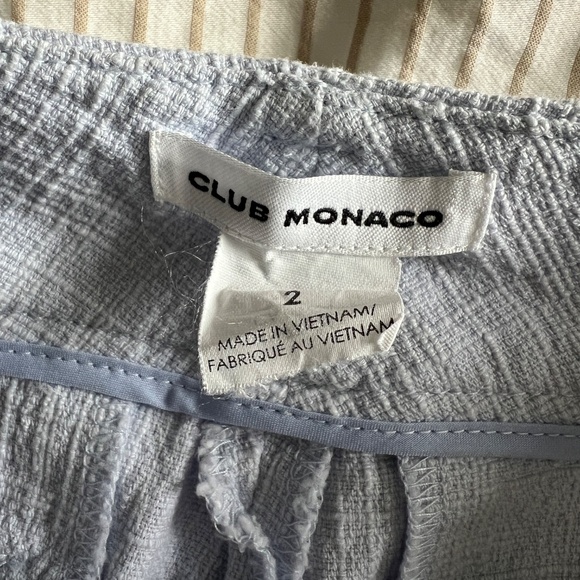 CLUB MONACO
2
MADE IN VIETNAM/
FABRIQUÉ AU VIETNAM